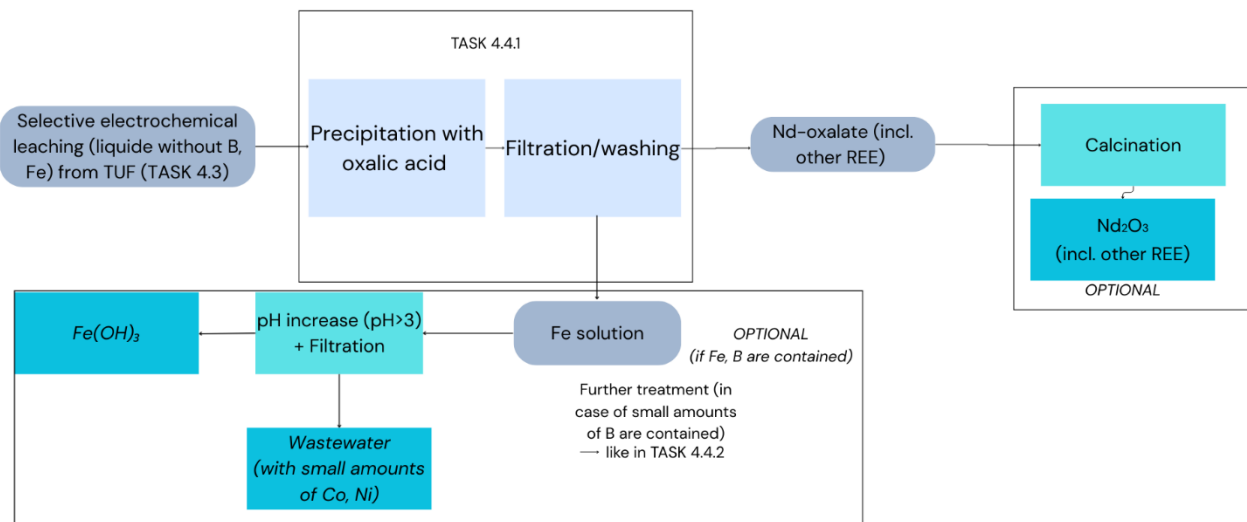 TASK 4.4.1
Selective electrochemical
leaching (liquide without B,
Fe) from TUF (TASK 4.3)
Precipitation with
oxalic acid
Filtration/washing
Nd-oxalate (incl.
other REE)
Calcination
Nd₂O₃
(incl. other REE)
OPTIONAL
Fe(OH)₃
pH increase (pH>3)
+ Filtration
Fe solution
OPTIONAL
(if Fe, B are contained)
Further treatment (in
case of small amounts
of B are contained)
→ like in TASK 4.4.2
Wastewater
(with small amounts
of Co, Ni)